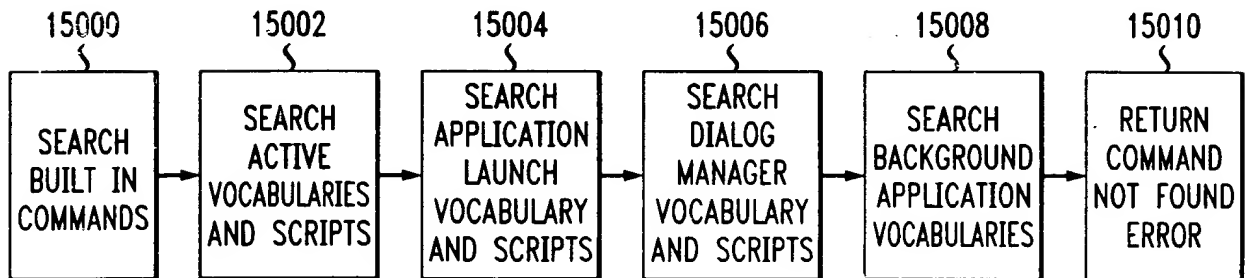 15000
15002
15004
15006
15008
15010
SEARCH
BUILT IN
COMMANDS
SEARCH
ACTIVE
VOCABULARIES
AND SCRIPTS
SEARCH
APPLICATION
LAUNCH
VOCABULARY
AND SCRIPTS
SEARCH
DIALOG
MANAGER
VOCABULARY
AND SCRIPTS
SEARCH
BACKGROUND
APPLICATION
VOCABULARIES
RETURN
COMMAND
NOT FOUND
ERROR